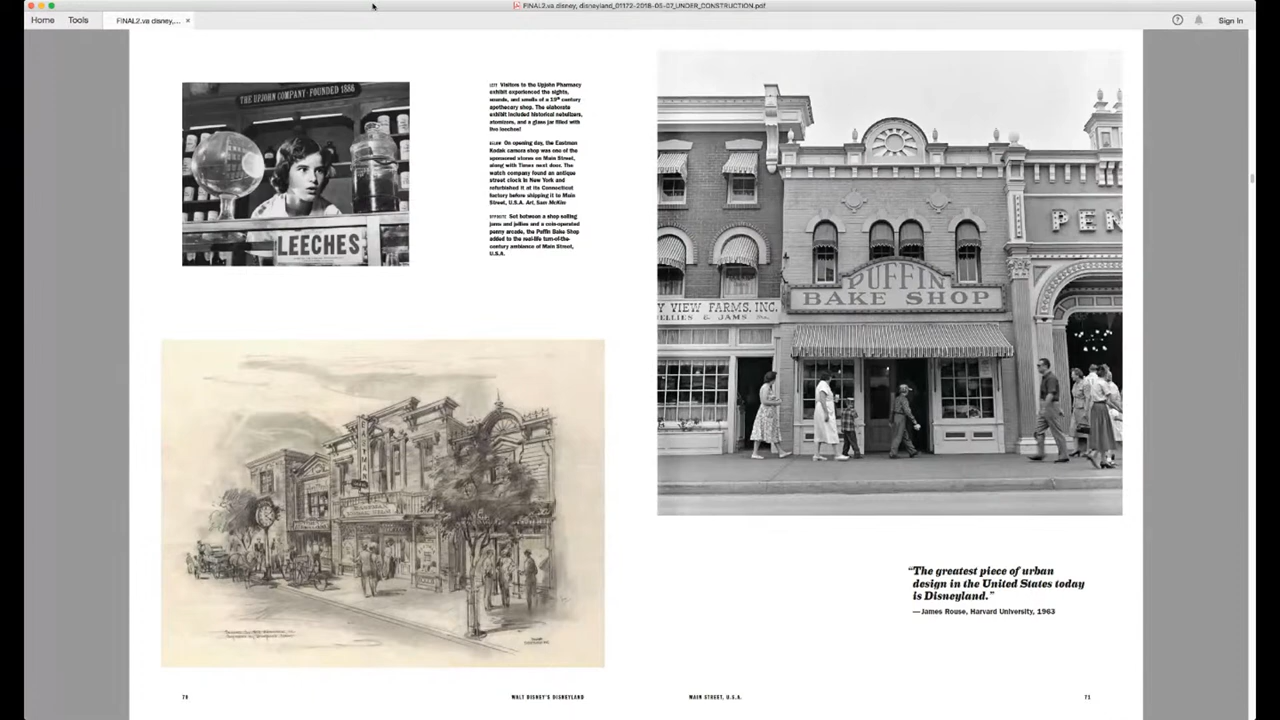 FINAL2.va disney, disneyland_01172-2018-05-07_UNDER_CONSTRUCTION.pdf
Home Tools FINAL2.va disney,... × Sign In
THE UPJOHN COMPANY · FOUNDED 1886
LEECHES
LEFT Visitors to the Upjohn Pharmacy
exhibit experienced the sights,
sounds, and smells of a 19th century
apothecary shop. The elaborate
exhibit included historical nebulizers,
atomizers, and a glass jar filled with
live leeches!
BELOW On opening day, the Eastman
Kodak camera shop was one of the
sponsored stores on Main Street,
along with Timex next door. The
watch company found an antique
street clock in New York and
refurbished it at its Connecticut
factory before shipping it to Main
Street, U.S.A. Art, Sam McKim
OPPOSITE Set between a shop selling
jams and jellies and a coin-operated
penny arcade, the Puffin Bake Shop
added to the real-life turn-of-the-
century ambiance of Main Street,
U.S.A.
PEN
PUFFIN
BAKE SHOP
Y VIEW FARMS, INC.
ELLIES & JAMS
"The greatest piece of urban
design in the United States today
is Disneyland."
—James Rouse, Harvard University, 1963
70 WALT DISNEY'S DISNEYLAND
MAIN STREET, U.S.A. 71